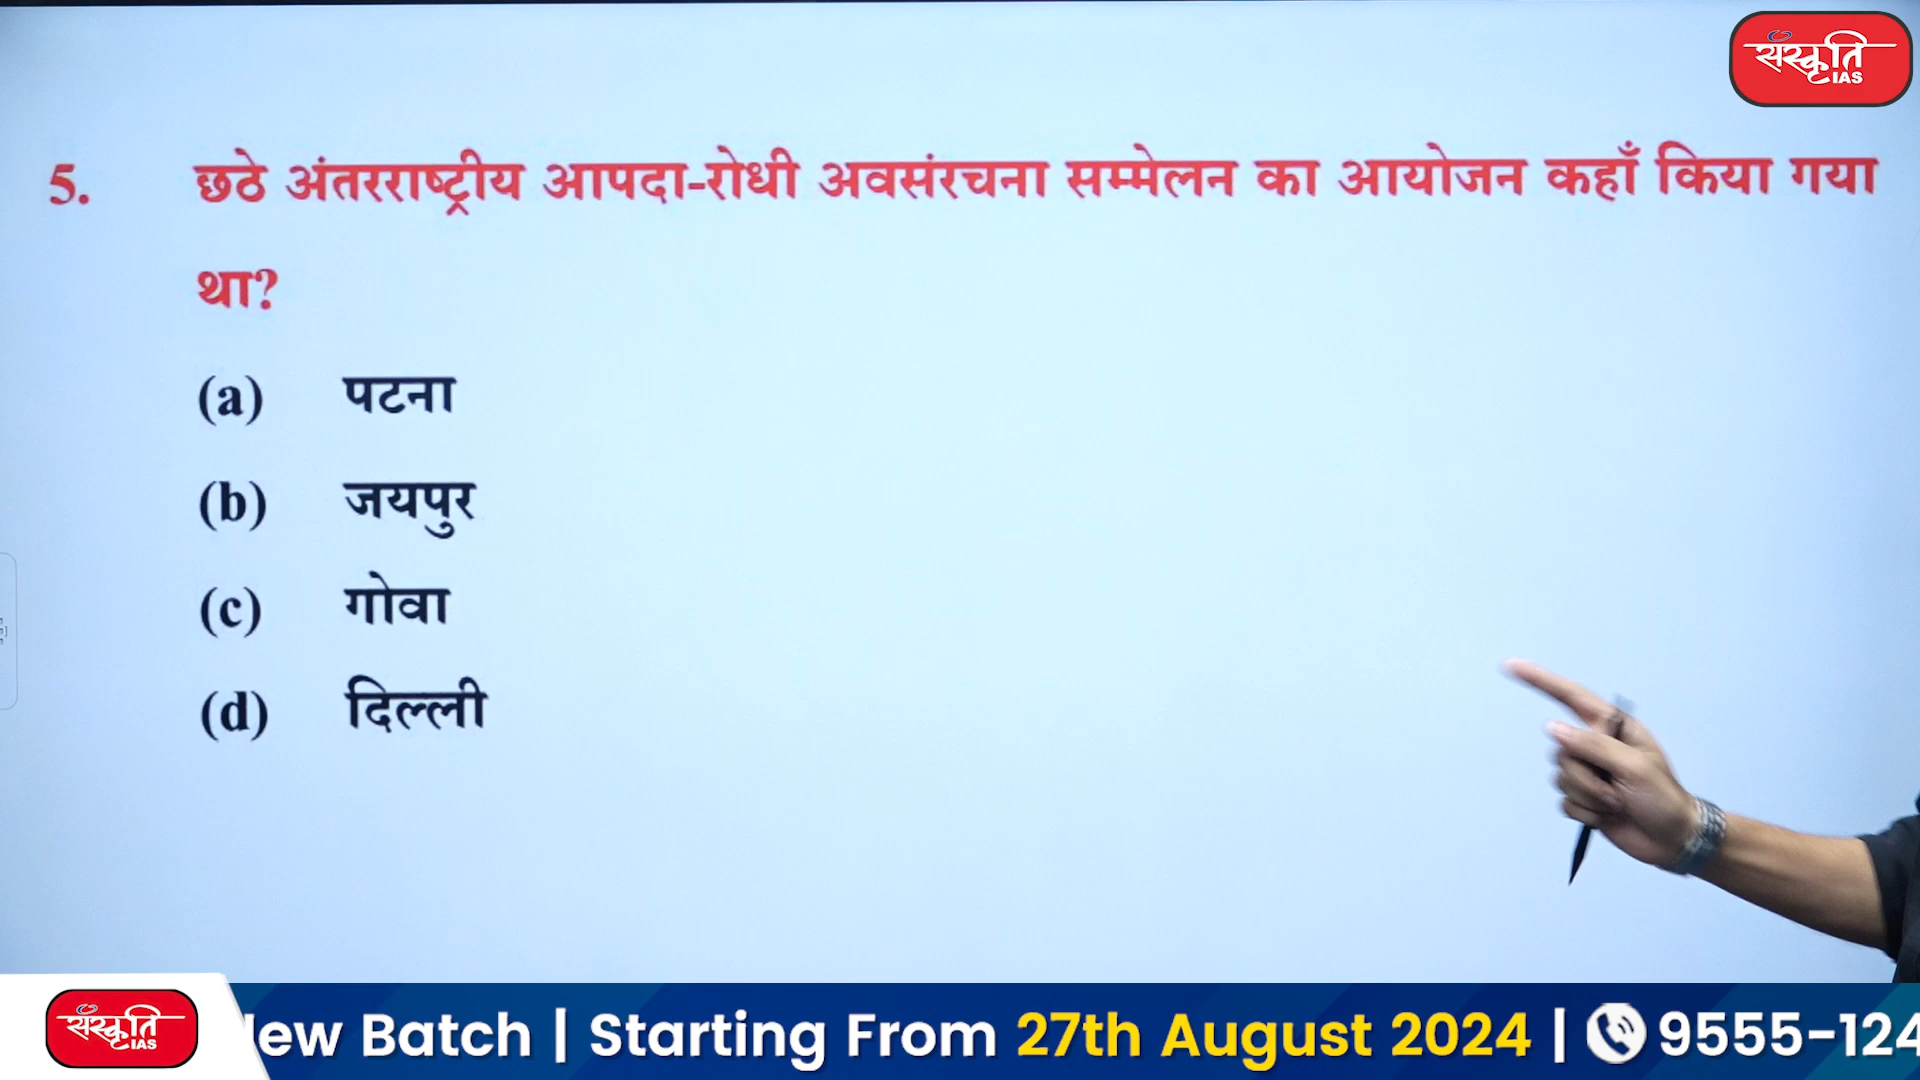 संस्कृति
IAS
5. छठे अंतरराष्ट्रीय आपदा-रोधी अवसंरचना सम्मेलन का आयोजन कहाँ किया गया
था?
(a) पटना
(b) जयपुर
(c) गोवा
(d) दिल्ली
संस्कृति
IAS
ew Batch | Starting From 27th August 2024 | 9555-124